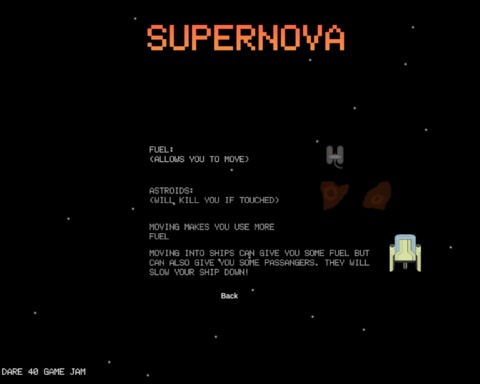 SUPERNOVA
FUEL:
(ALLOWS YOU TO MOVE)
ASTROIDS:
(WILL KILL YOU IF TOUCHED)
MOVING MAKES YOU USE MORE
FUEL
MOVING INTO SHIPS CAN GIVE YOU SOME FUEL BUT
CAN ALSO GIVE YOU SOME PASSANGERS. THEY WILL
SLOW YOUR SHIP DOWN!
Back
DARE 40 GAME JAM